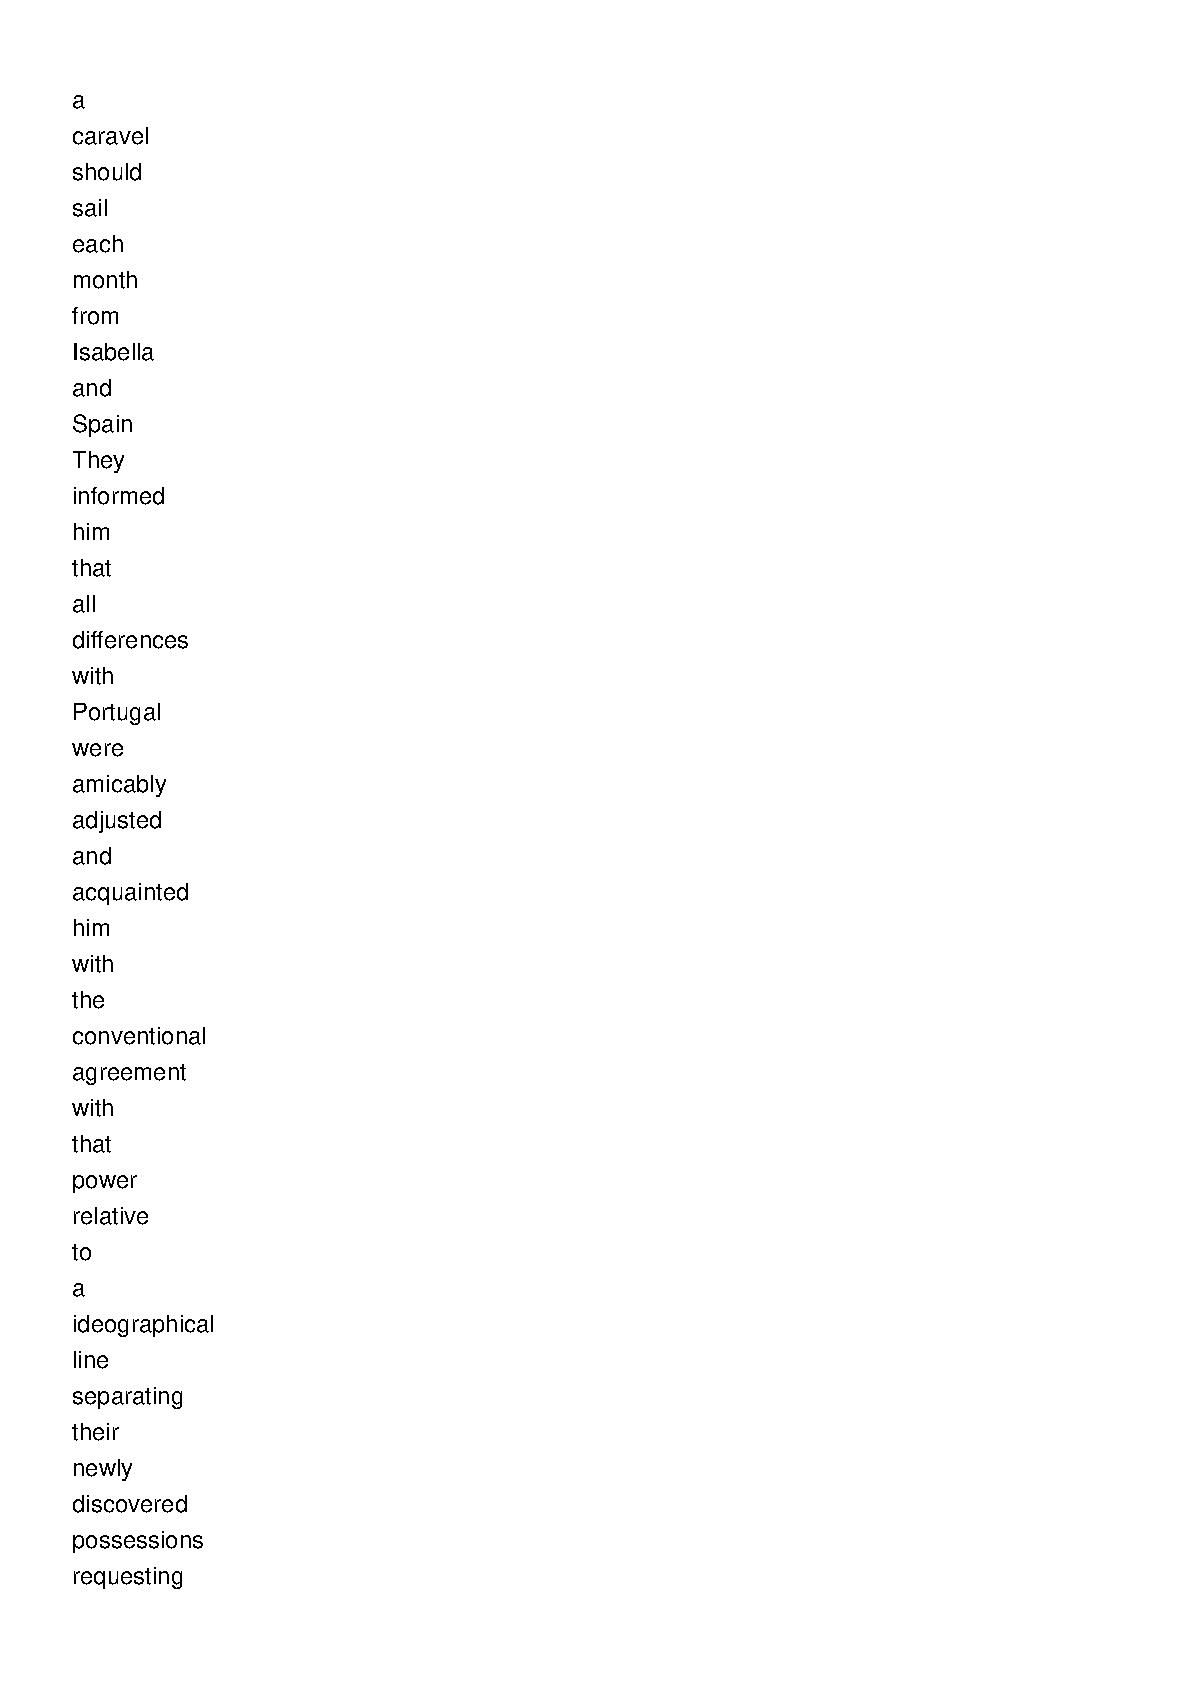 a
caravel
should
sail
each
month
from
Isabella
and
Spain
They
informed
him
that
all
differences
with
Portugal
were
amicably
adjusted
and
acquainted
him
with
the
conventional
agreement
with
that
power
relative
to
a
ideographical
line
separating
their
newly
discovered
possessions
requesting